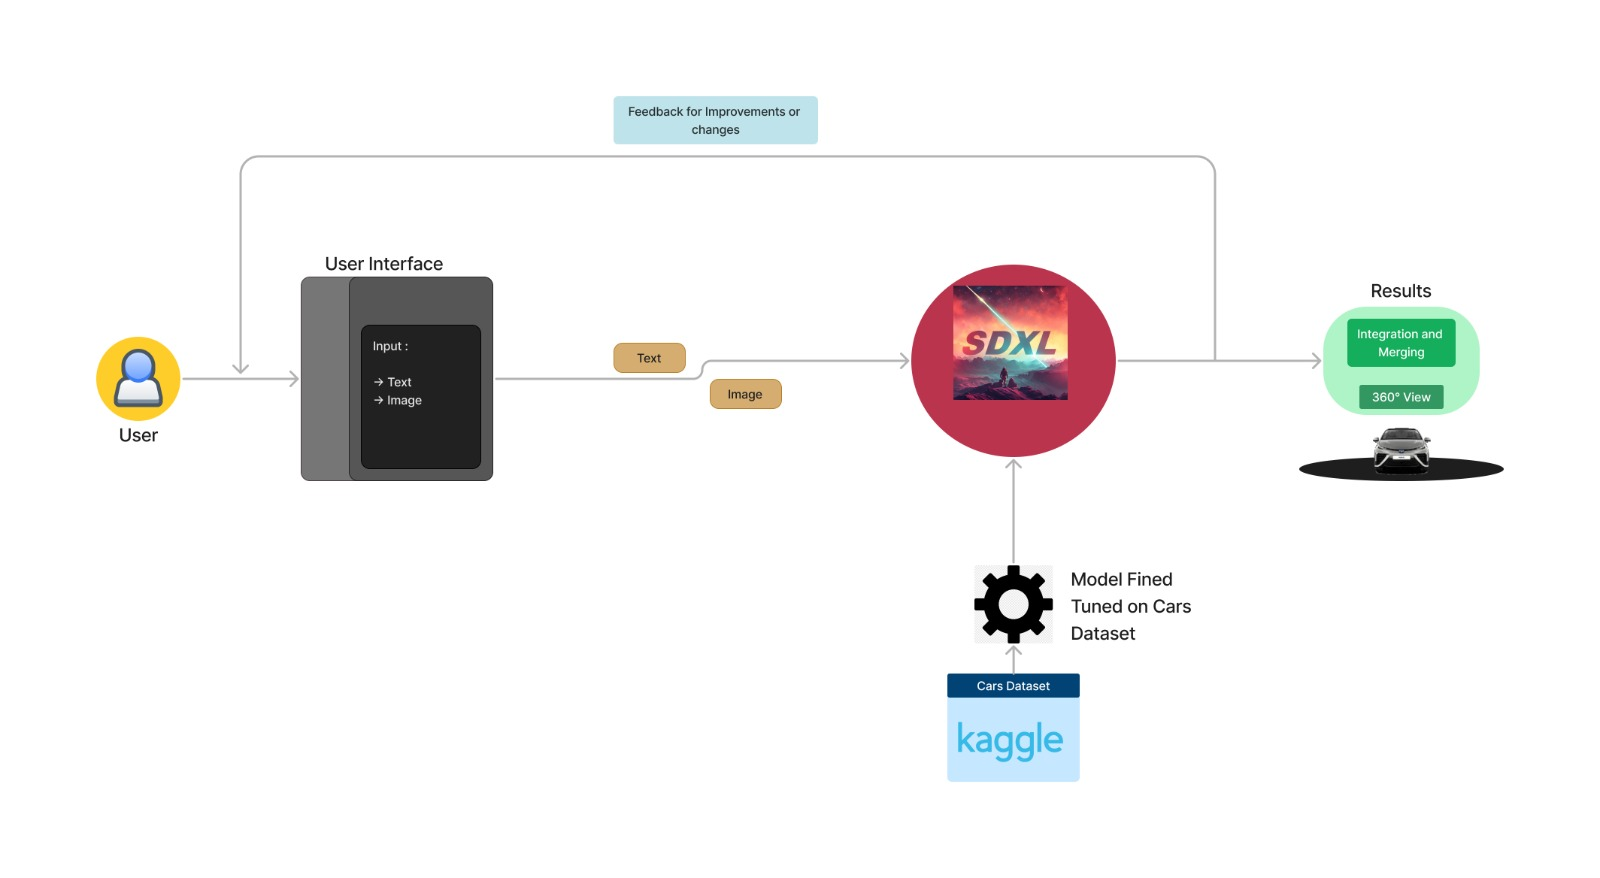 Feedback for Improvements or
changes
User Interface
Input :
→ Text
→ Image
User
Text
Image
SDXL
Results
Integration and
Merging
360° View
Model Fined
Tuned on Cars
Dataset
Cars Dataset
kaggle